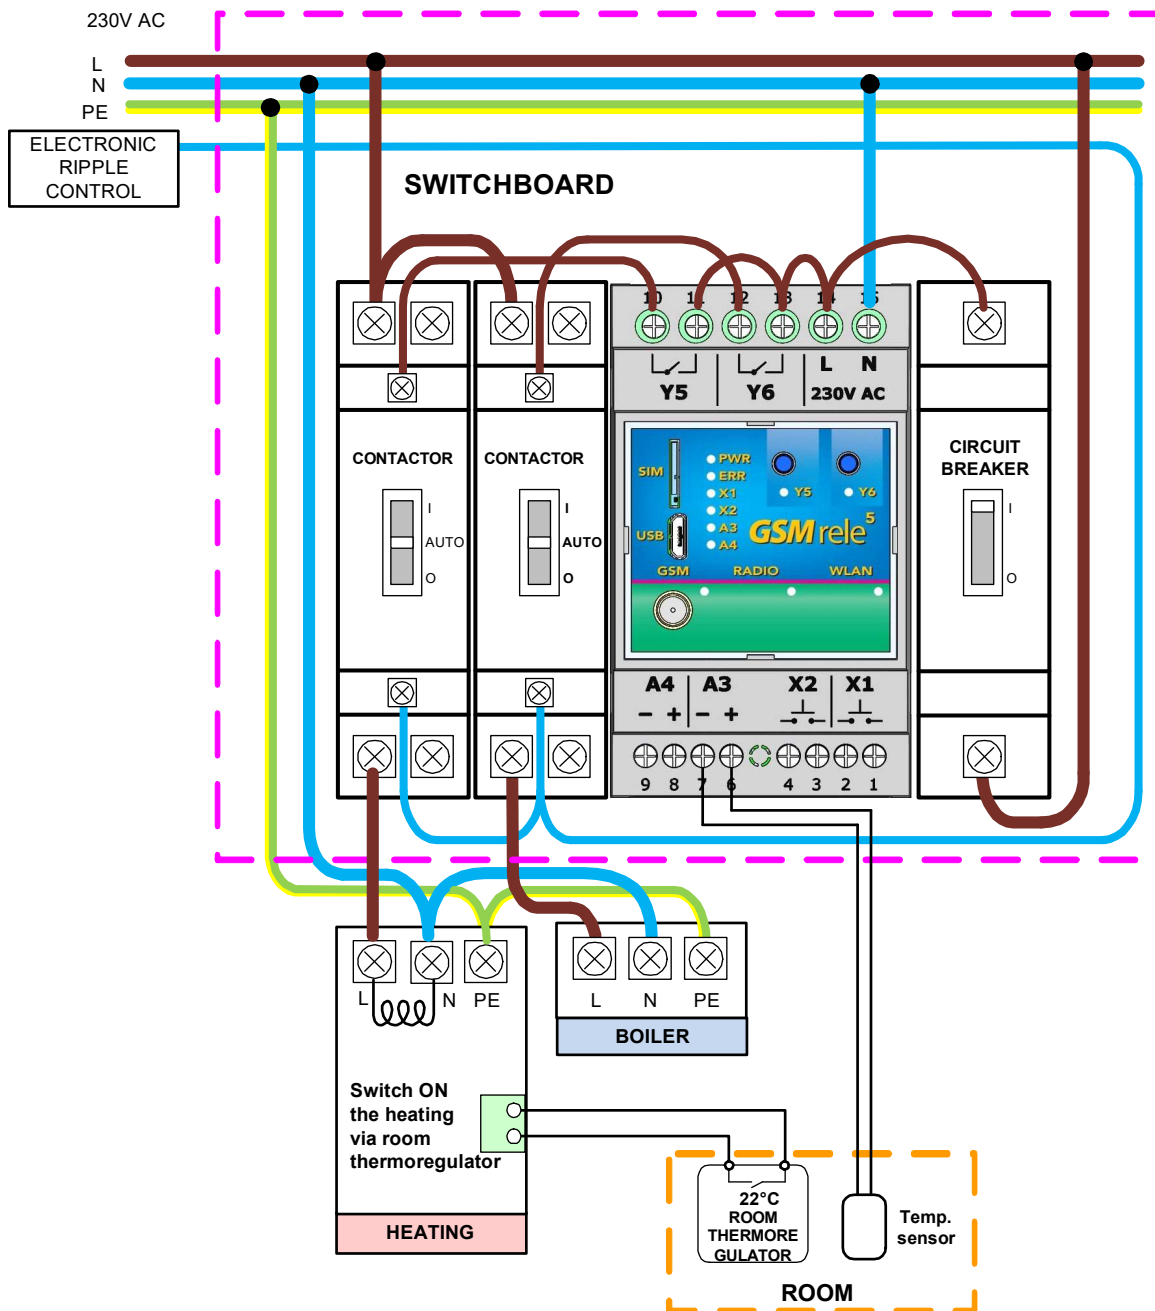 230V AC
L
N
PE
ELECTRONIC
RIPPLE
CONTROL
SWITCHBOARD
10 11 12 13 14 15
L N
Y5 Y6 230V AC
CONTACTOR
I
AUTO
O
CONTACTOR
I
AUTO
O
SIM
USB
PWR
ERR
X1
X2
A3
A4
Y5 Y6
GSM rele 5
GSM RADIO WLAN
CIRCUIT
BREAKER
I
O
A4 A3 X2 X1
− + − +
9 8 7 6 4 3 2 1
L N PE
L N PE
BOILER
Switch ON
the heating
via room
thermoregulator
HEATING
22°C
ROOM
THERMORE
GULATOR
Temp.
sensor
ROOM